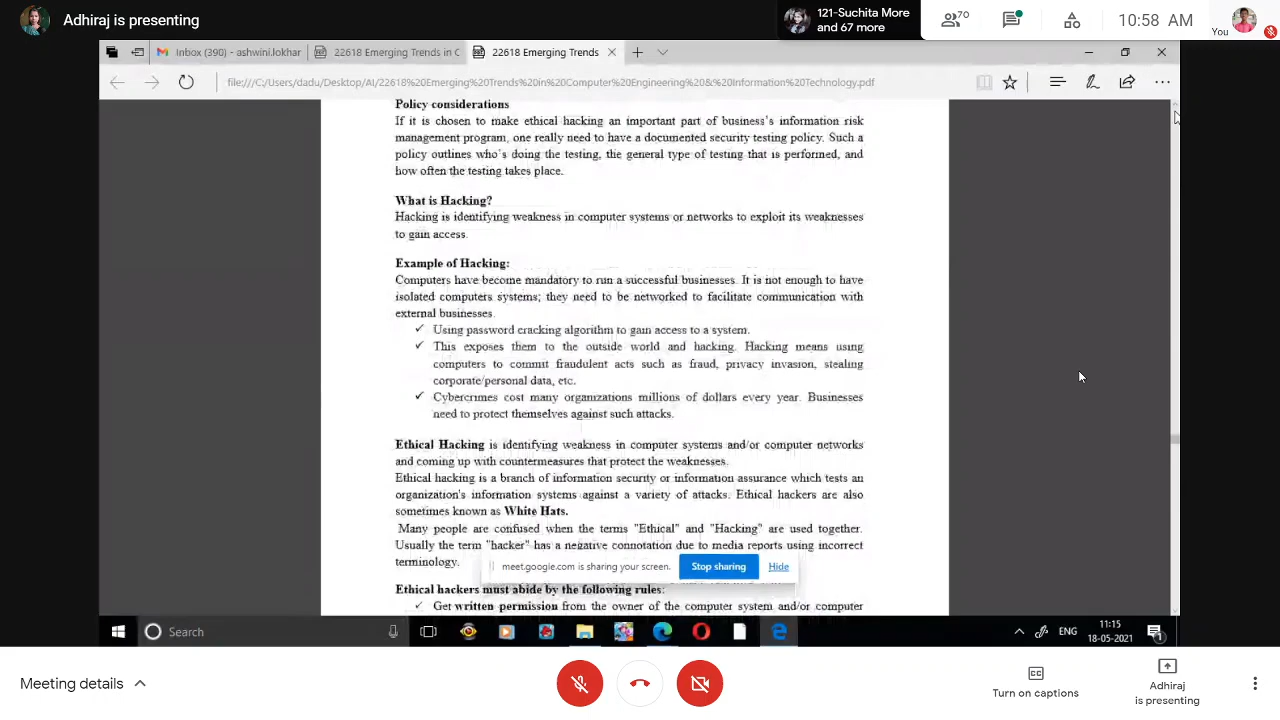 Adhiraj is presenting
121-Suchita More
and 67 more
70
10:58 AM
You
Inbox (390) - ashwini.lokhar
22618 Emerging Trends in C
22618 Emerging Trends
file:///C:/Users/dadu/Desktop/AI/22618%20Emerging%20Trends%20in%20Computer%20Engineering%20&%20Information%20Technology.pdf
Policy considerations
If it is chosen to make ethical hacking an important part of business's information risk
management program, one really need to have a documented security testing policy. Such a
policy outlines who's doing the testing, the general type of testing that is performed, and
how often the testing takes place.
What is Hacking?
Hacking is identifying weakness in computer systems or networks to exploit its weaknesses
to gain access.
Example of Hacking:
Computers have become mandatory to run a successful businesses. It is not enough to have
isolated computers systems; they need to be networked to facilitate communication with
external businesses.
✓ Using password cracking algorithm to gain access to a system.
✓ This exposes them to the outside world and hacking. Hacking means using
computers to commit fraudulent acts such as fraud, privacy invasion, stealing
corporate/personal data, etc.
✓ Cybercrimes cost many organizations millions of dollars every year. Businesses
need to protect themselves against such attacks.
Ethical Hacking is identifying weakness in computer systems and/or computer networks
and coming up with countermeasures that protect the weaknesses.
Ethical hacking is a branch of information security or information assurance which tests an
organization's information systems against a variety of attacks. Ethical hackers are also
sometimes known as White Hats.
Many people are confused when the terms "Ethical" and "Hacking" are used together.
Usually the term "hacker" has a negative connotation due to media reports using incorrect
terminology.
meet.google.com is sharing your screen.
Stop sharing
Hide
Ethical hackers must abide by the following rules:
✓ Get written permission from the owner of the computer system and/or computer
Search
ENG
11:15
18-05-2021
1
Meeting details
Turn on captions
Adhiraj
is presenting